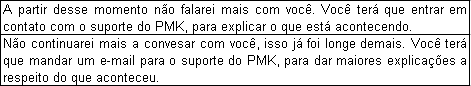 A partir desse momento não falarei mais com você. Você terá que entrar em
contato com o suporte do PMK, para explicar o que está acontecendo.
Não continuarei mais a convesar com você, isso já foi longe demais. Você terá
que mandar um e-mail para o suporte do PMK, para dar maiores explicações a
respeito do que aconteceu.